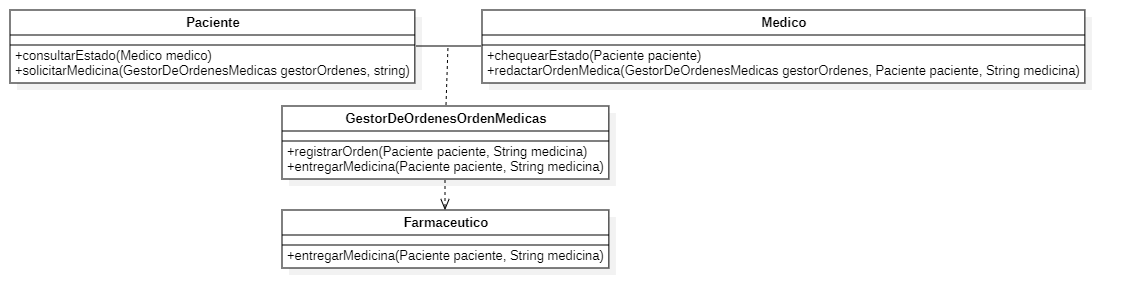 Paciente
+consultarEstado(Medico medico)
+solicitarMedicina(GestorDeOrdenesMedicas gestorOrdenes, string)
Medico
+chequearEstado(Paciente paciente)
+redactarOrdenMedica(GestorDeOrdenesMedicas gestorOrdenes, Paciente paciente, String medicina)
GestorDeOrdenesOrdenMedicas
+registrarOrden(Paciente paciente, String medicina)
+entregarMedicina(Paciente paciente, String medicina)
Farmaceutico
+entregarMedicina(Paciente paciente, String medicina)